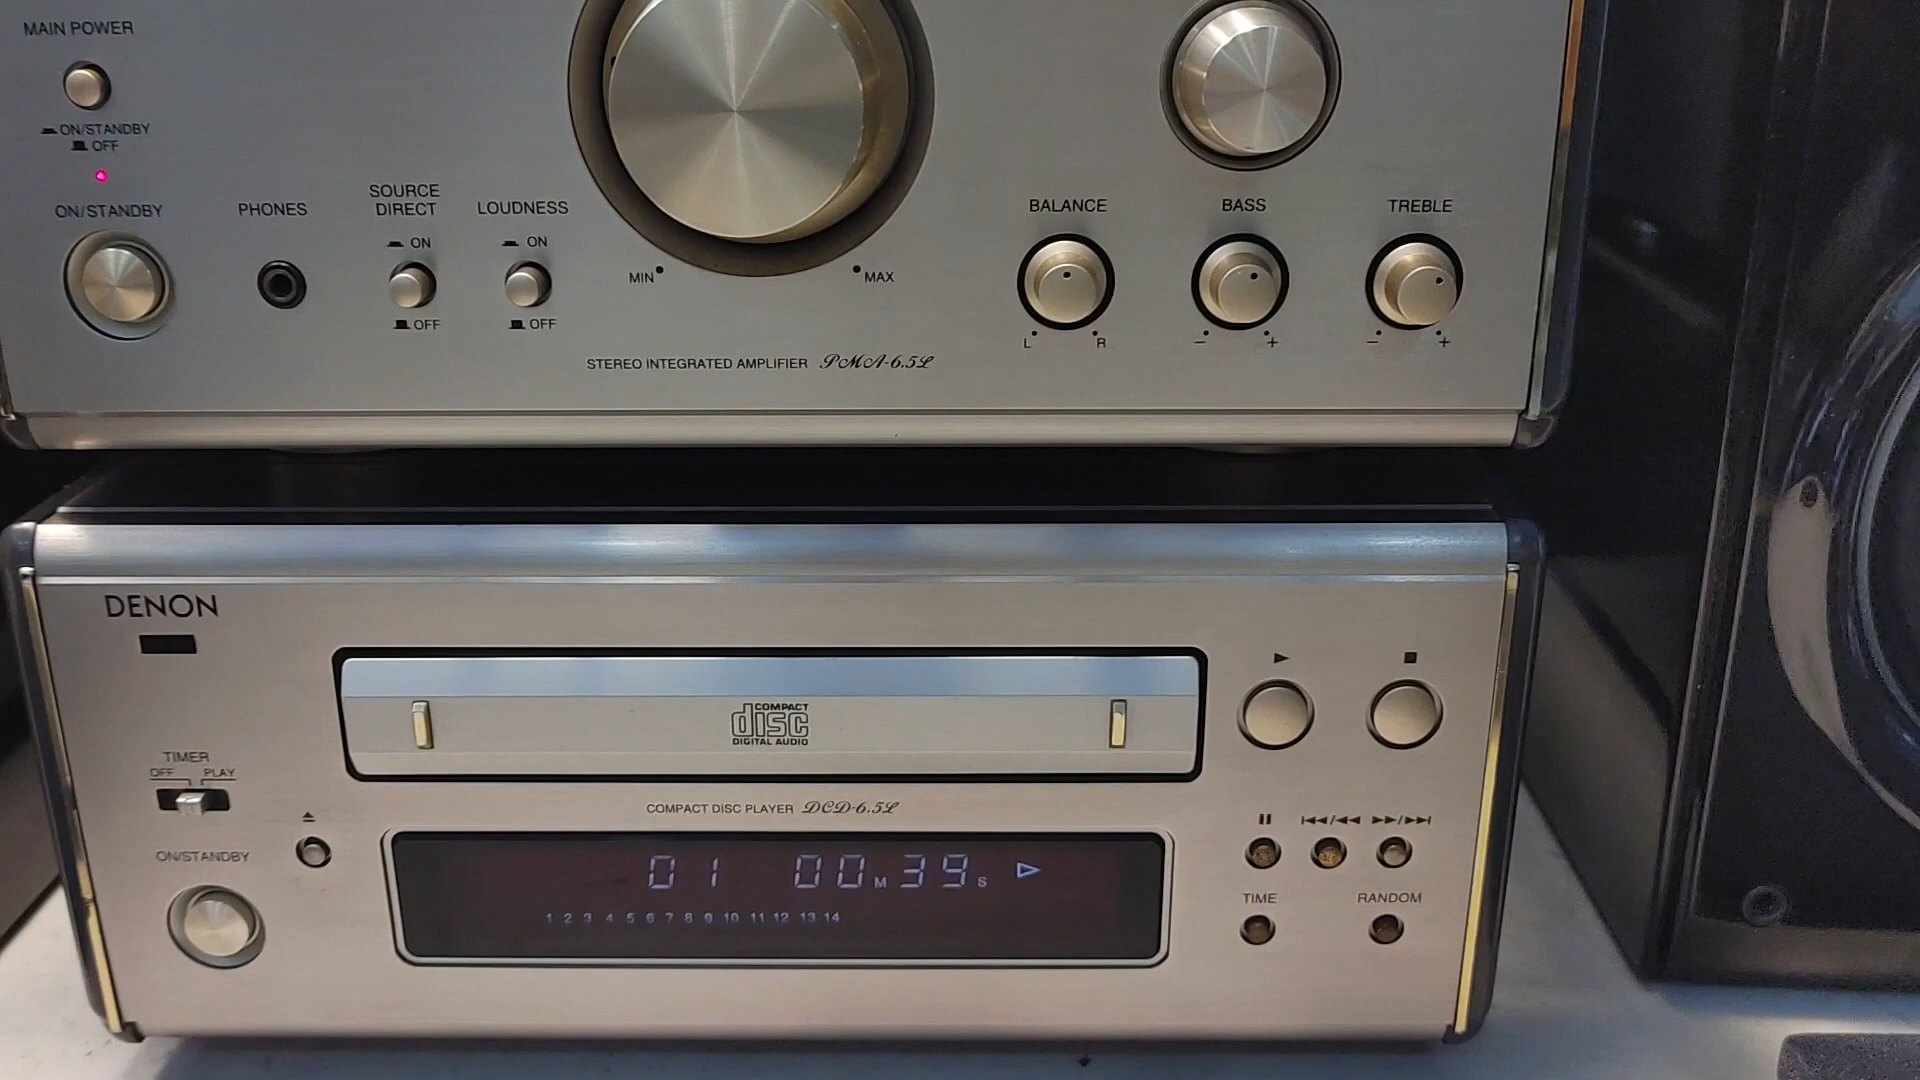 MAIN POWER
ON/STANDBY
OFF
ON/STANDBY
PHONES
SOURCE
DIRECT
ON
OFF
LOUDNESS
ON
OFF
MIN
MAX
BALANCE
L R
BASS
− +
TREBLE
− +
STEREO INTEGRATED AMPLIFIER PMA-6.5L
DENON
COMPACT
disc
DIGITAL AUDIO
TIMER
OFF PLAY
COMPACT DISC PLAYER DCD-6.5L
ON/STANDBY
01 00M39S
1 2 3 4 5 6 7 8 9 10 11 12 13 14
TIME
RANDOM